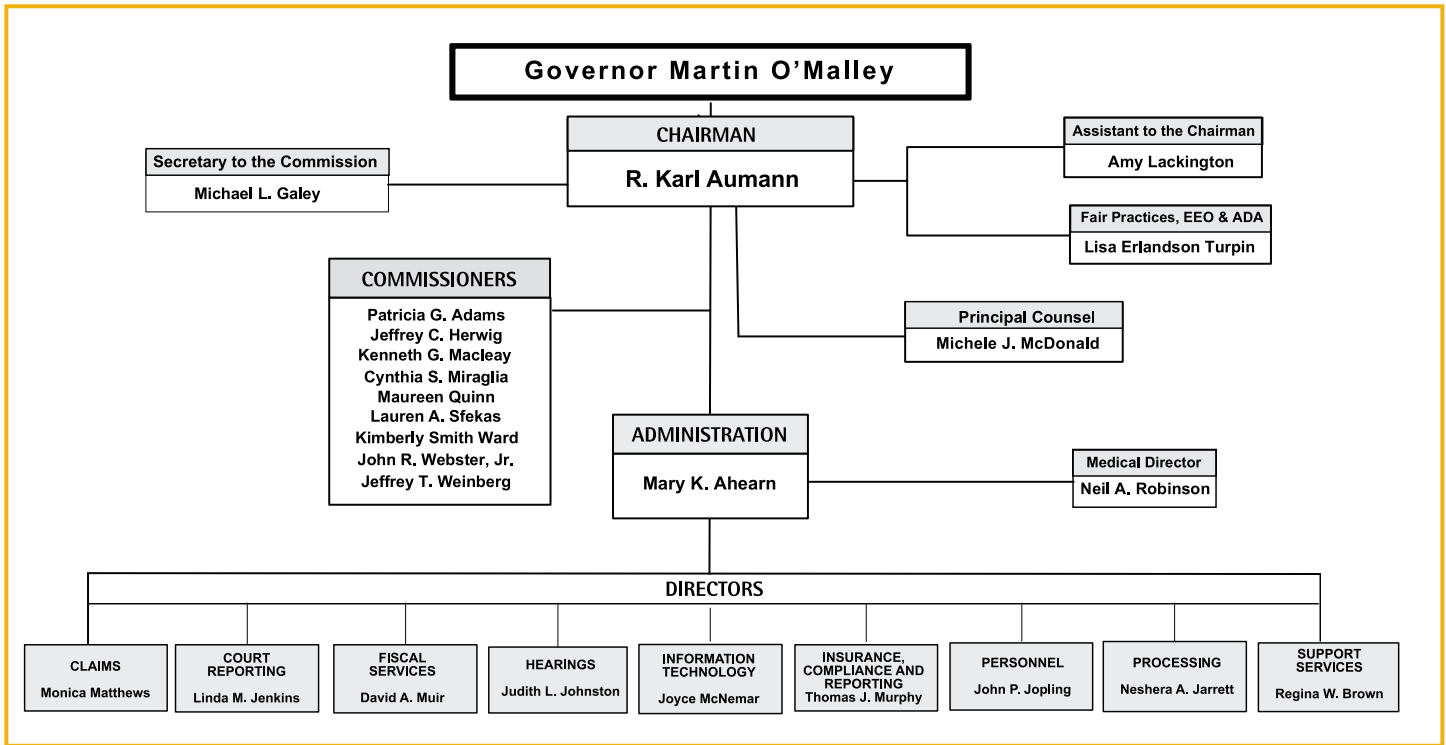 Governor Martin O'Malley
CHAIRMAN
R. Karl Aumann
Secretary to the Commission
Michael L. Galey
Assistant to the Chairman
Amy Lackington
Fair Practices, EEO & ADA
Lisa Erlandson Turpin
COMMISSIONERS
Patricia G. Adams
Jeffrey C. Herwig
Kenneth G. Macleay
Cynthia S. Miraglia
Maureen Quinn
Lauren A. Sfekas
Kimberly Smith Ward
John R. Webster, Jr.
Jeffrey T. Weinberg
Principal Counsel
Michele J. McDonald
ADMINISTRATION
Mary K. Ahearn
Medical Director
Neil A. Robinson
DIRECTORS
CLAIMS
Monica Matthews
COURT
REPORTING
Linda M. Jenkins
FISCAL
SERVICES
David A. Muir
HEARINGS
Judith L. Johnston
INFORMATION
TECHNOLOGY
Joyce McNemar
INSURANCE,
COMPLIANCE AND
REPORTING
Thomas J. Murphy
PERSONNEL
John P. Jopling
PROCESSING
Neshera A. Jarrett
SUPPORT
SERVICES
Regina W. Brown